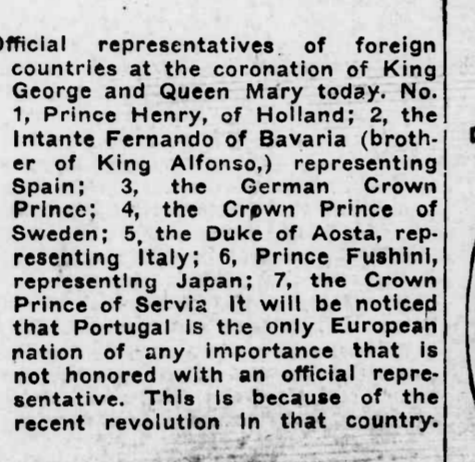 Official representatives of foreign
countries at the coronation of King
George and Queen Mary today. No.
1, Prince Henry, of Holland; 2, the
Intante Fernando of Bavaria (broth-
er of King Alfonso,) representing
Spain; 3, the German Crown
Prince; 4, the Crown Prince of
Sweden; 5, the Duke of Aosta, rep-
resenting Italy; 6, Prince Fushini,
representing Japan; 7, the Crown
Prince of Servia It will be noticed
that Portugal is the only European
nation of any importance that is
not honored with an official repre-
sentative. This is because of the
recent revolution in that country.